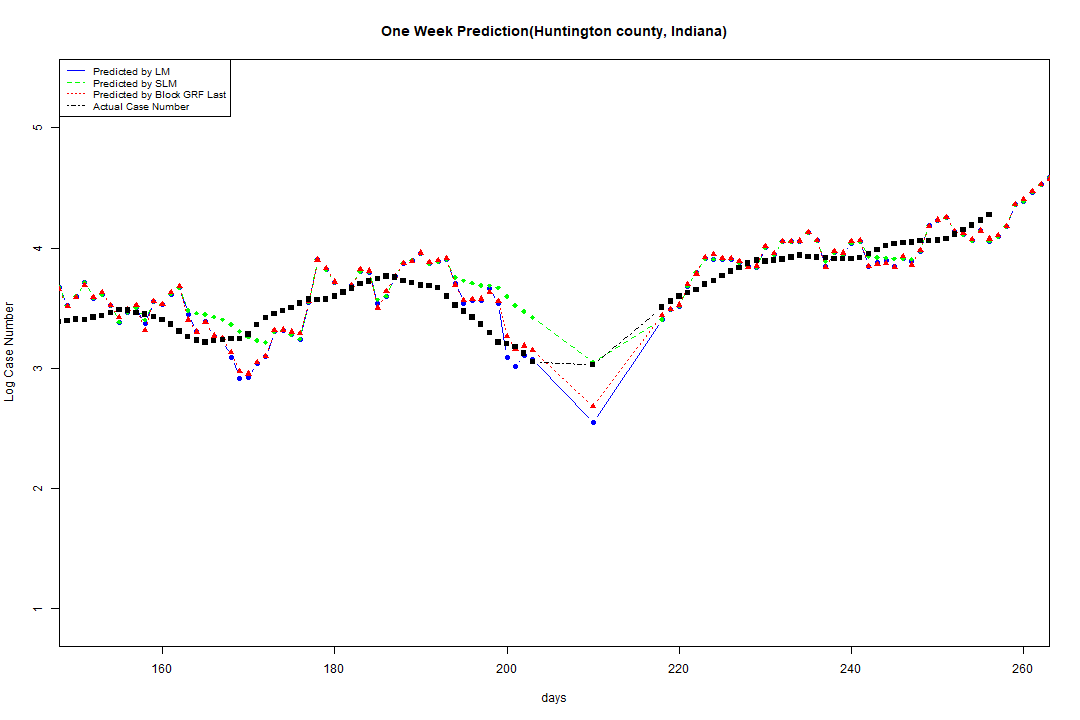 One Week Prediction(Huntington county, Indiana)
Predicted by LM
Predicted by SLM
Predicted by Block GRF Last
Actual Case Number
5
4
3
2
1
Log Case Number
160 180 200 220 240 260
days